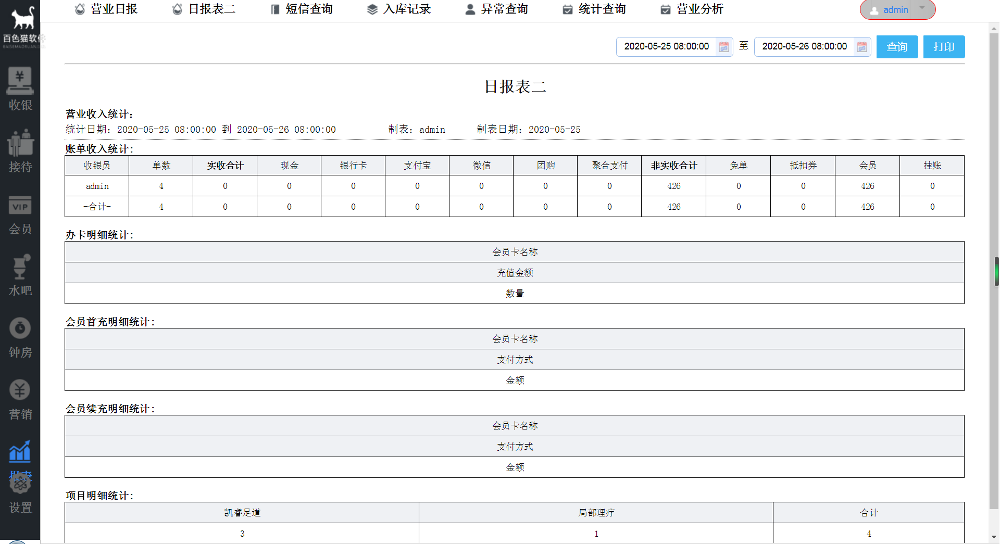 百色猫软件
营业日报 日报表二 短信查询 入库记录 异常查询 统计查询 营业分析 admin
收银
接待
VIP
会员
水吧
钟房
营销
设置
2020-05-25 08:00:00 至 2020-05-26 08:00:00 查询 打印
日报表二
营业收入统计：
统计日期：2020-05-25 08:00:00 到 2020-05-26 08:00:00 制表：admin 制表日期：2020-05-25
账单收入统计：
收银员 单数 实收合计 现金 银行卡 支付宝 微信 团购 聚合支付 非实收合计 免单 抵扣券 会员 挂账
admin 4 0 0 0 0 0 0 0 426 0 0 426 0
-合计- 4 0 0 0 0 0 0 0 426 0 0 426 0
办卡明细统计：
会员卡名称
充值金额
数量
会员首充明细统计：
会员卡名称
支付方式
金额
会员续充明细统计：
会员卡名称
支付方式
金额
项目明细统计：
凯睿足道 局部理疗 合计
3 1 4